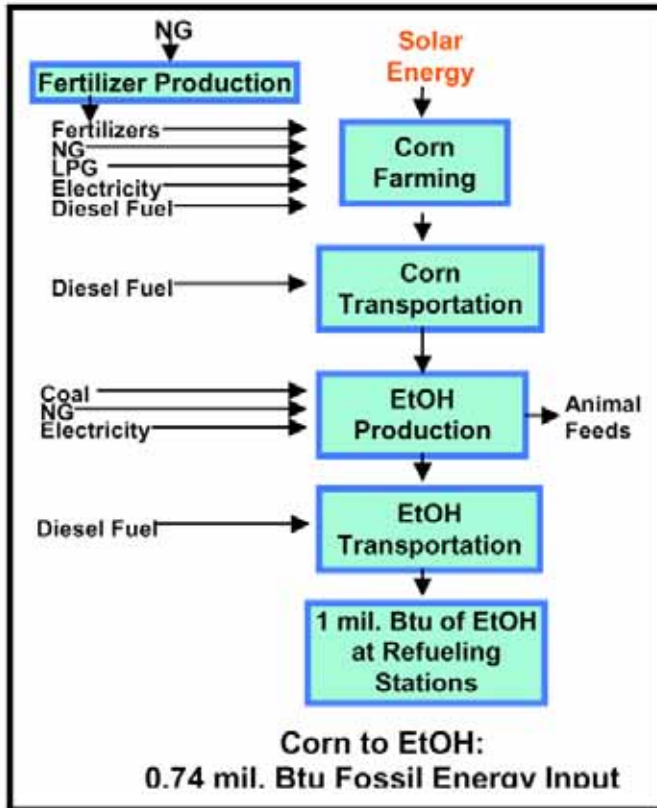 NG
Fertilizer Production
Solar
Energy
Fertilizers
NG
LPG
Electricity
Diesel Fuel
Corn
Farming
Diesel Fuel
Corn
Transportation
Coal
NG
Electricity
EtOH
Production
Animal
Feeds
Diesel Fuel
EtOH
Transportation
1 mil. Btu of EtOH
at Refueling
Stations
Corn to EtOH:
0.74 mil. Btu Fossil Energy Input